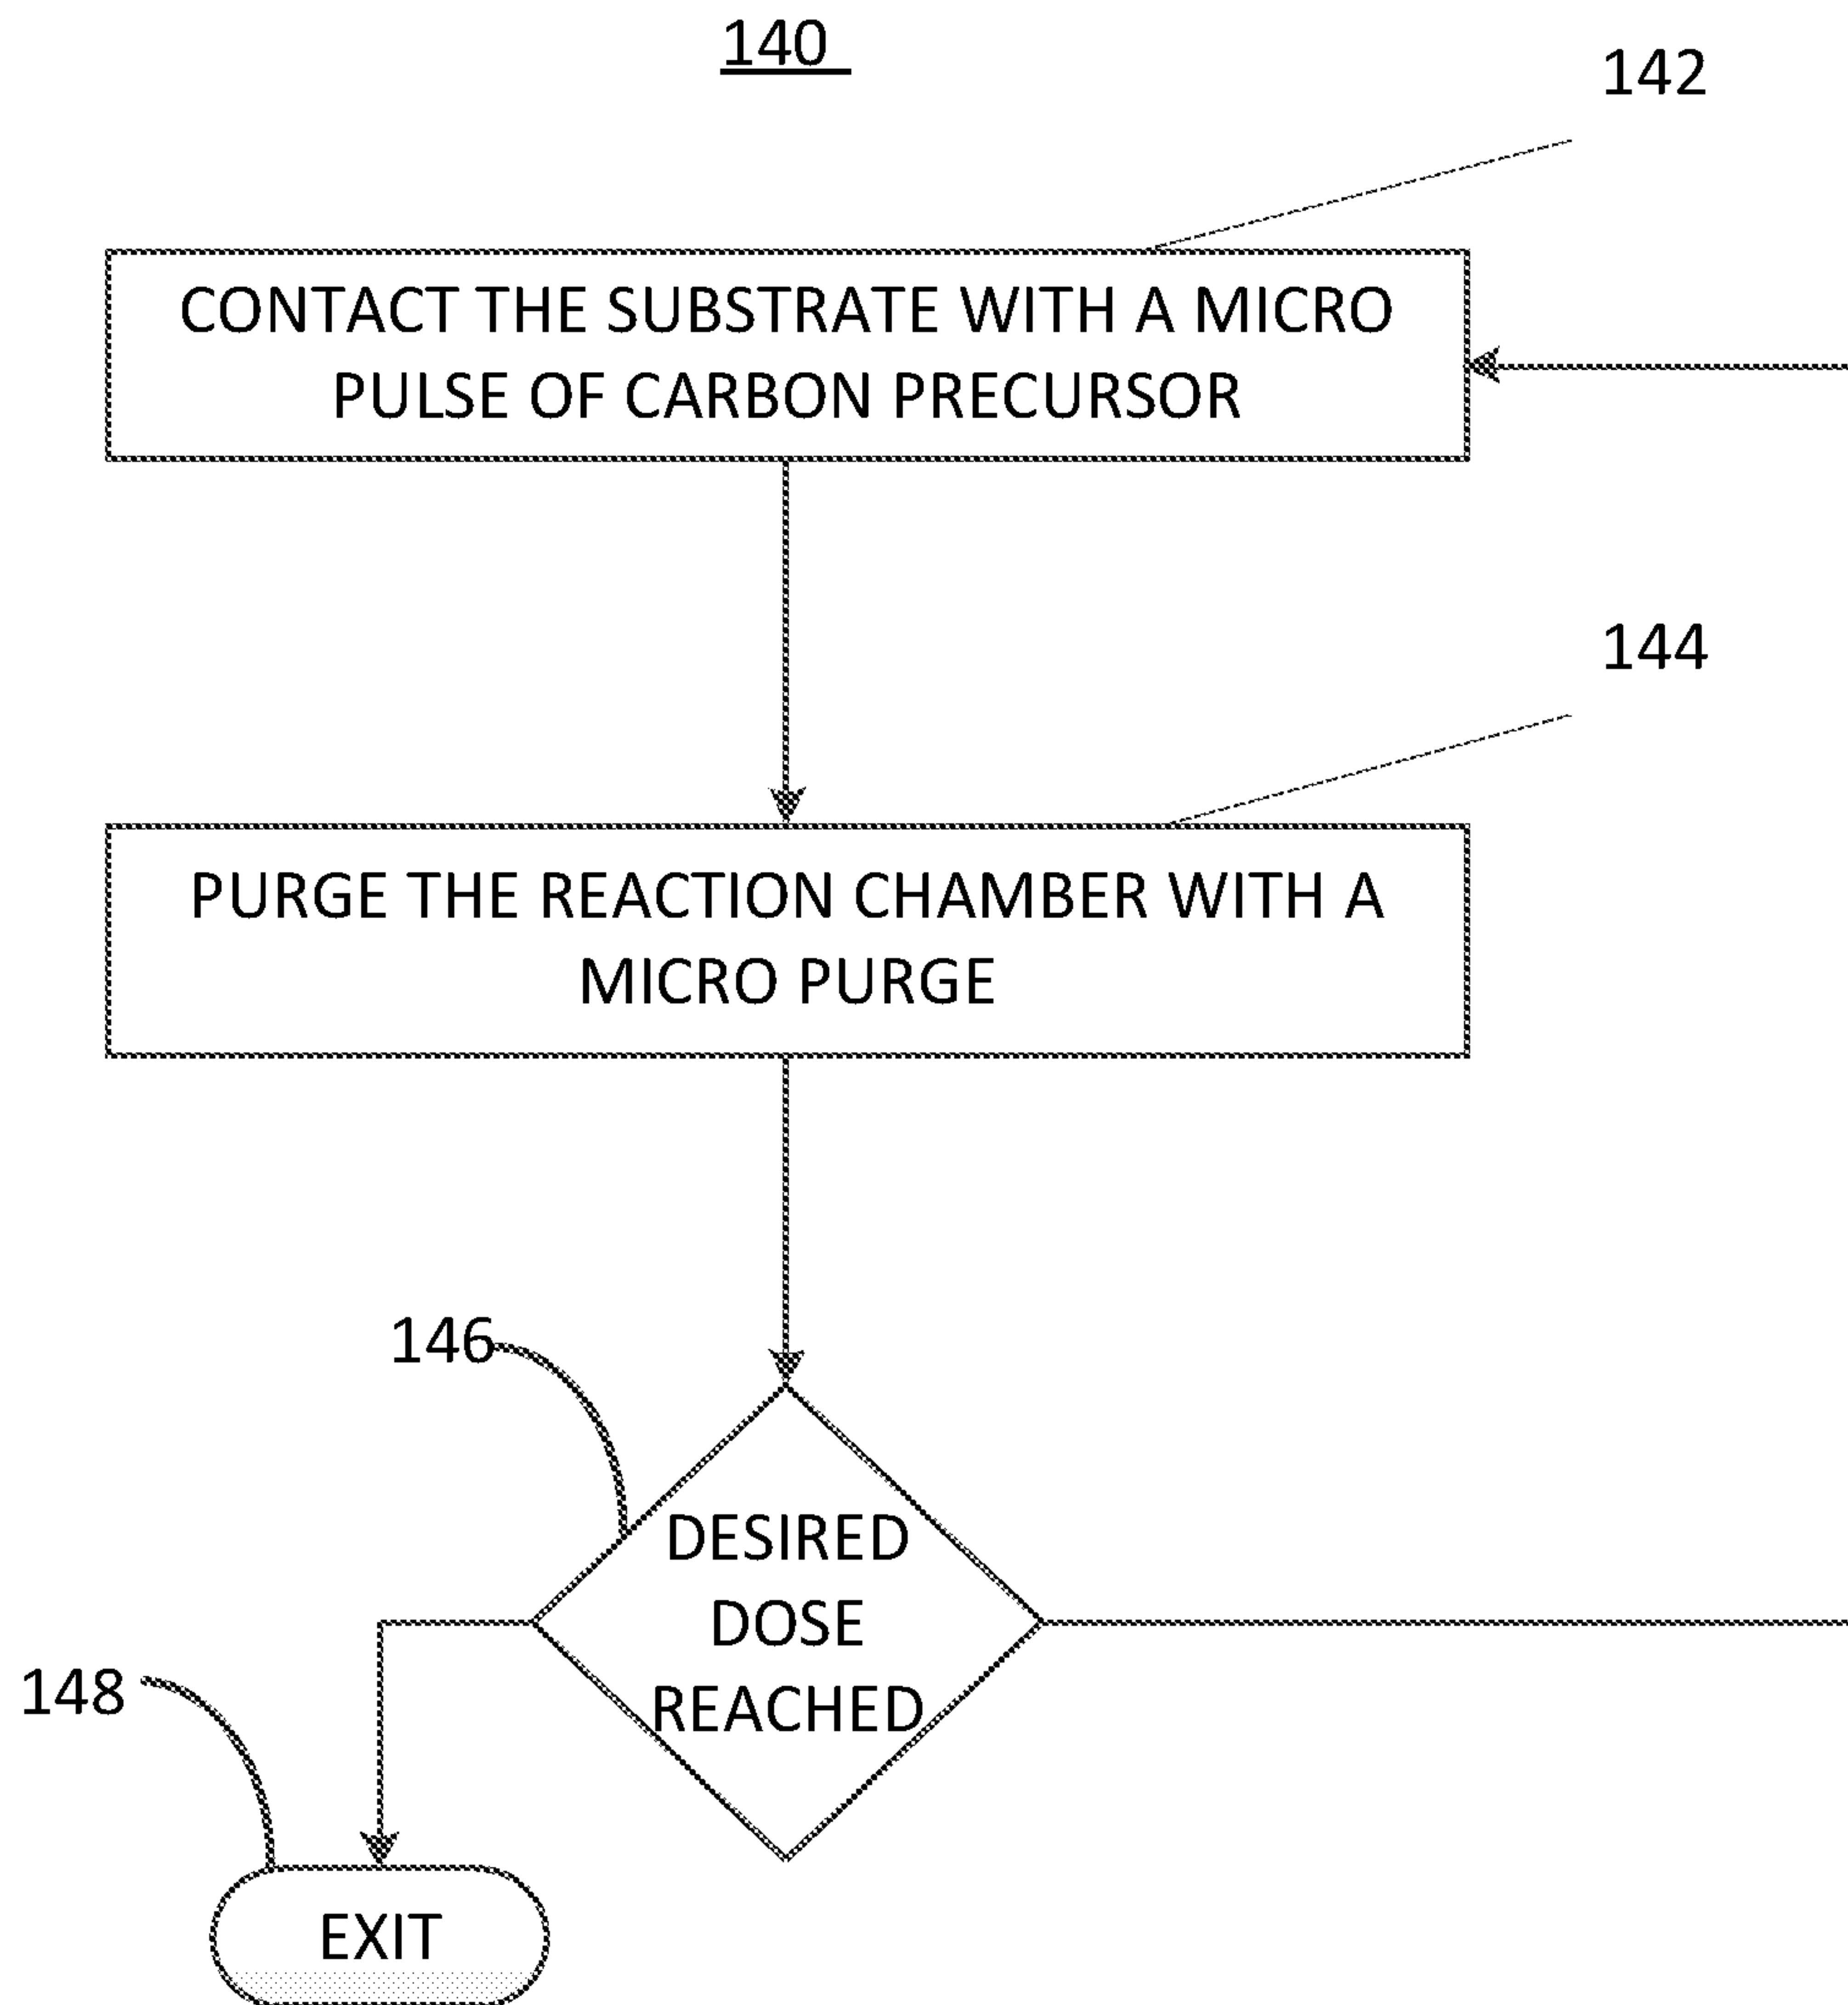 140
142
CONTACT THE SUBSTRATE WITH A MICRO
PULSE OF CARBON PRECURSOR
144
PURGE THE REACTION CHAMBER WITH A
MICRO PURGE
146
DESIRED
DOSE
REACHED
148
EXIT